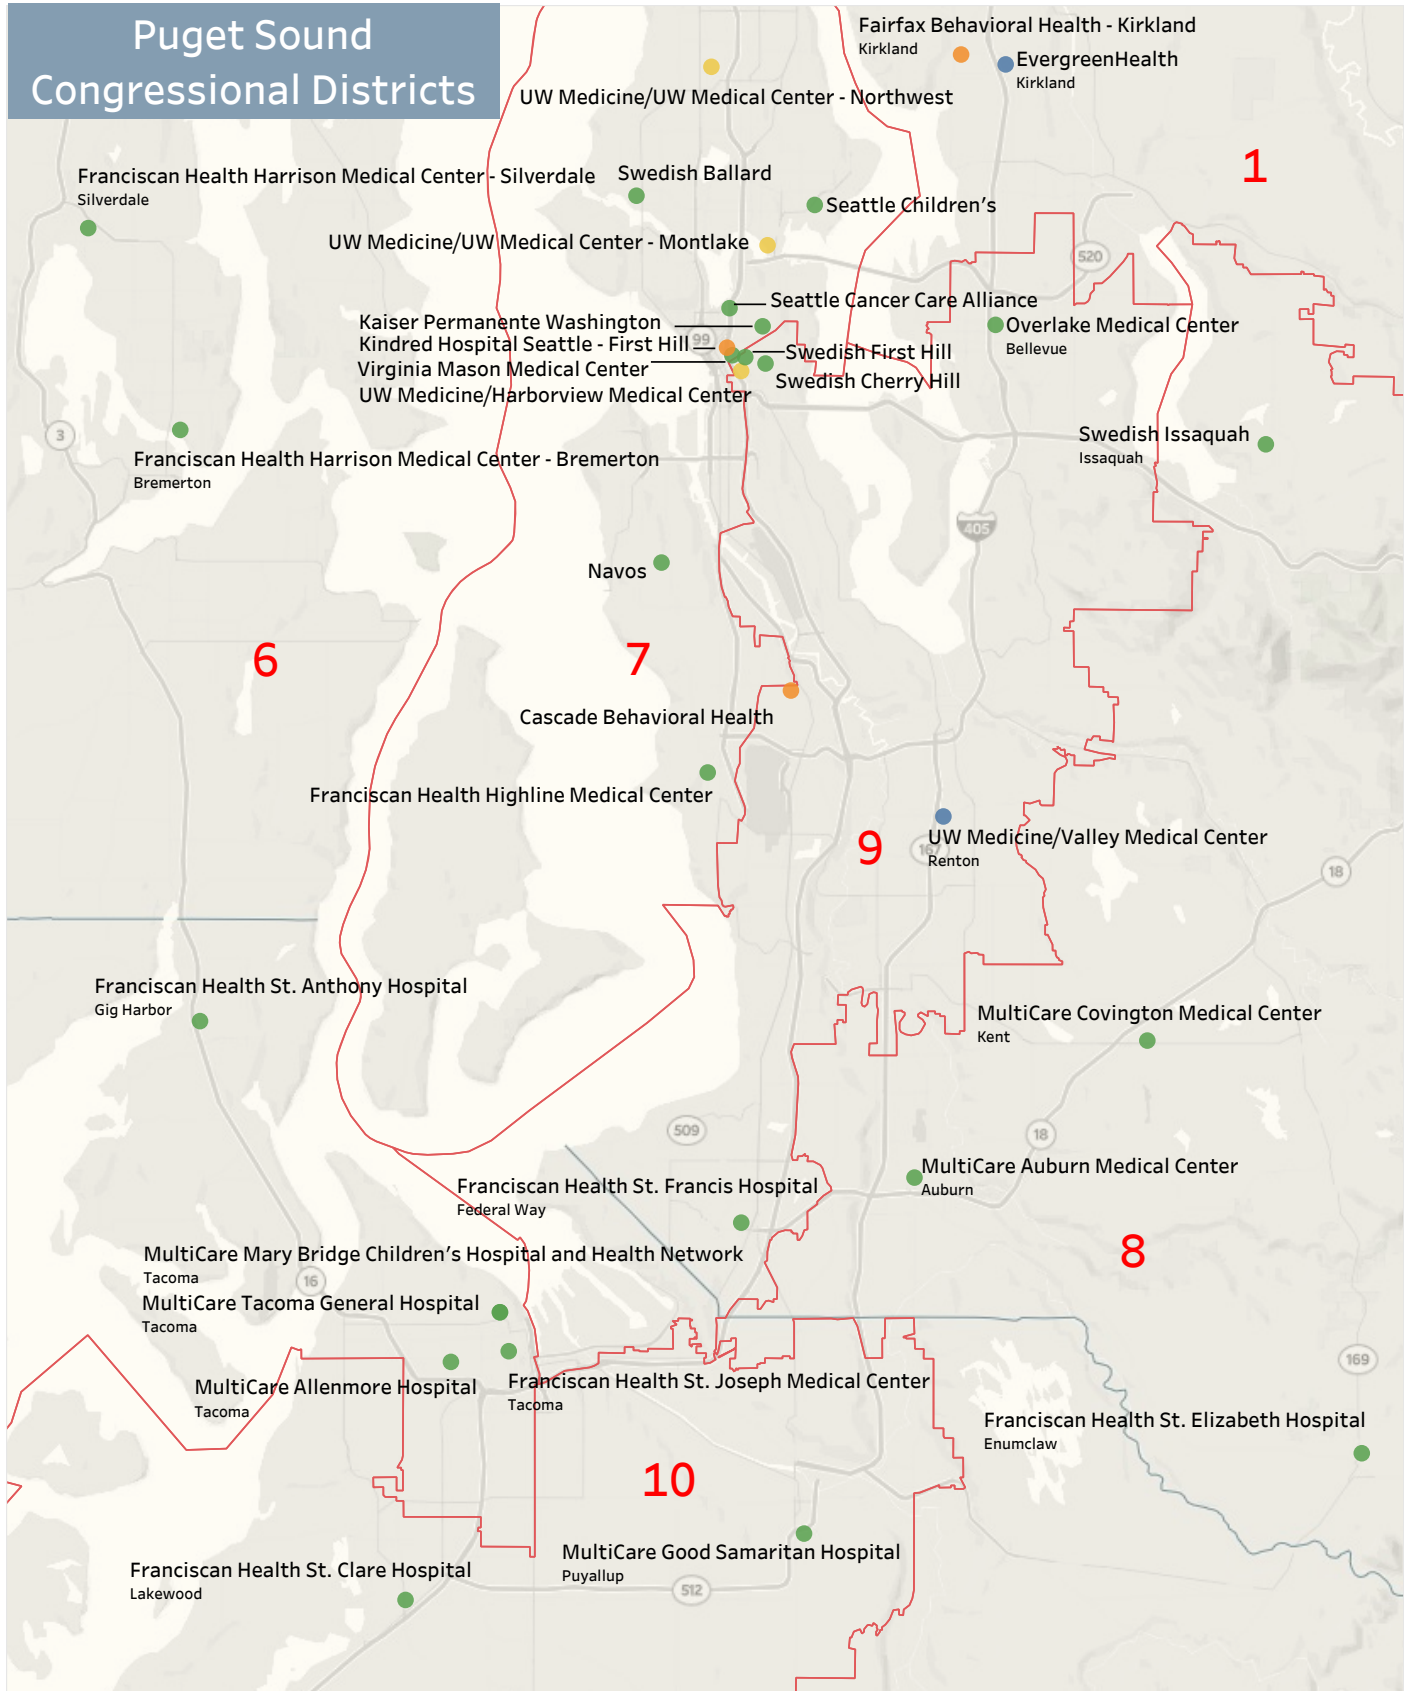 Puget Sound
Congressional Districts
Fairfax Behavioral Health - Kirkland
Kirkland
EvergreenHealth
Kirkland
UW Medicine/UW Medical Center - Northwest
1
Franciscan Health Harrison Medical Center - Silverdale
Silverdale
Swedish Ballard
Seattle Children's
UW Medicine/UW Medical Center - Montlake
520
Seattle Cancer Care Alliance
Kaiser Permanente Washington
Overlake Medical Center
Bellevue
Kindred Hospital Seattle - First Hill
99
Swedish First Hill
Virginia Mason Medical Center
Swedish Cherry Hill
UW Medicine/Harborview Medical Center
3
Swedish Issaquah
Issaquah
Franciscan Health Harrison Medical Center - Bremerton
Bremerton
405
Navos
6
7
Cascade Behavioral Health
Franciscan Health Highline Medical Center
9
UW Medicine/Valley Medical Center
Renton
167
18
Franciscan Health St. Anthony Hospital
Gig Harbor
MultiCare Covington Medical Center
Kent
509
18
MultiCare Auburn Medical Center
Auburn
Franciscan Health St. Francis Hospital
Federal Way
8
MultiCare Mary Bridge Children's Hospital and Health Network
Tacoma
16
MultiCare Tacoma General Hospital
Tacoma
169
MultiCare Allenmore Hospital
Tacoma
Franciscan Health St. Joseph Medical Center
Tacoma
Franciscan Health St. Elizabeth Hospital
Enumclaw
10
MultiCare Good Samaritan Hospital
Puyallup
Franciscan Health St. Clare Hospital
Lakewood
512